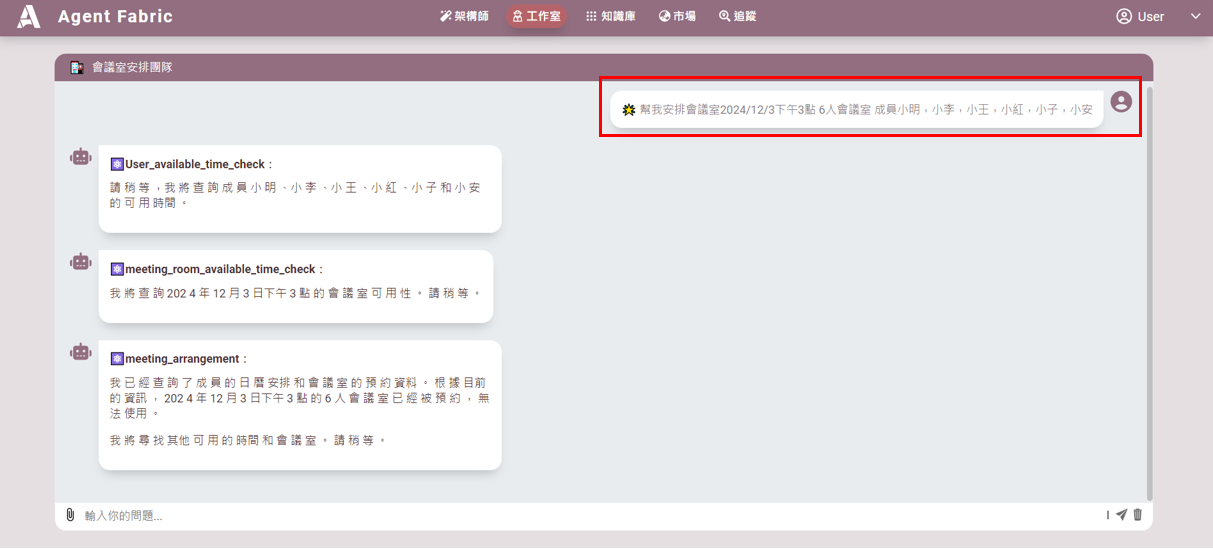 Agent Fabric
架構師
工作室
知識庫
市場
追蹤
User
會議室安排團隊
幫我安排會議室2024/12/3下午3點 6人會議室 成員小明，小李，小王，小紅，小子，小安
User_available_time_check：
請稍等，我將查詢成員小明、小李、小王、小紅、小子和小安
的可用時間。
meeting_room_available_time_check：
我將查詢2024年12月3日下午3點的會議室可用性。請稍等。
meeting_arrangement：
我已經查詢了成員的日曆安排和會議室的預約資料。根據目前
的資訊，2024年12月3日下午3點的6人會議室已經被預約，無
法使用。
我將尋找其他可用的時間和會議室。請稍等。
輸入你的問題...